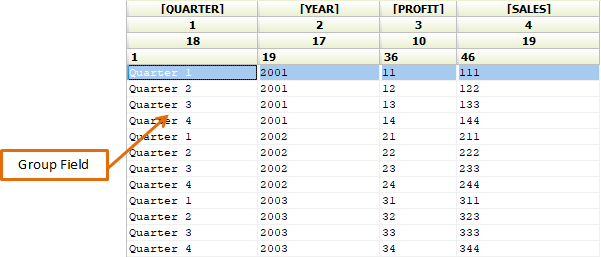 [QUARTER] [YEAR] [PROFIT] [SALES]
1 2 3 4
18 17 10 19
1 19 36 46
Quarter 1 2001 11 111
Quarter 2 2001 12 122
Quarter 3 2001 13 133
Quarter 4 2001 14 144
Quarter 1 2002 21 211
Group Field
Quarter 2 2002 22 222
Quarter 3 2002 23 233
Quarter 4 2002 24 244
Quarter 1 2003 31 311
Quarter 2 2003 32 323
Quarter 3 2003 33 333
Quarter 4 2003 34 344